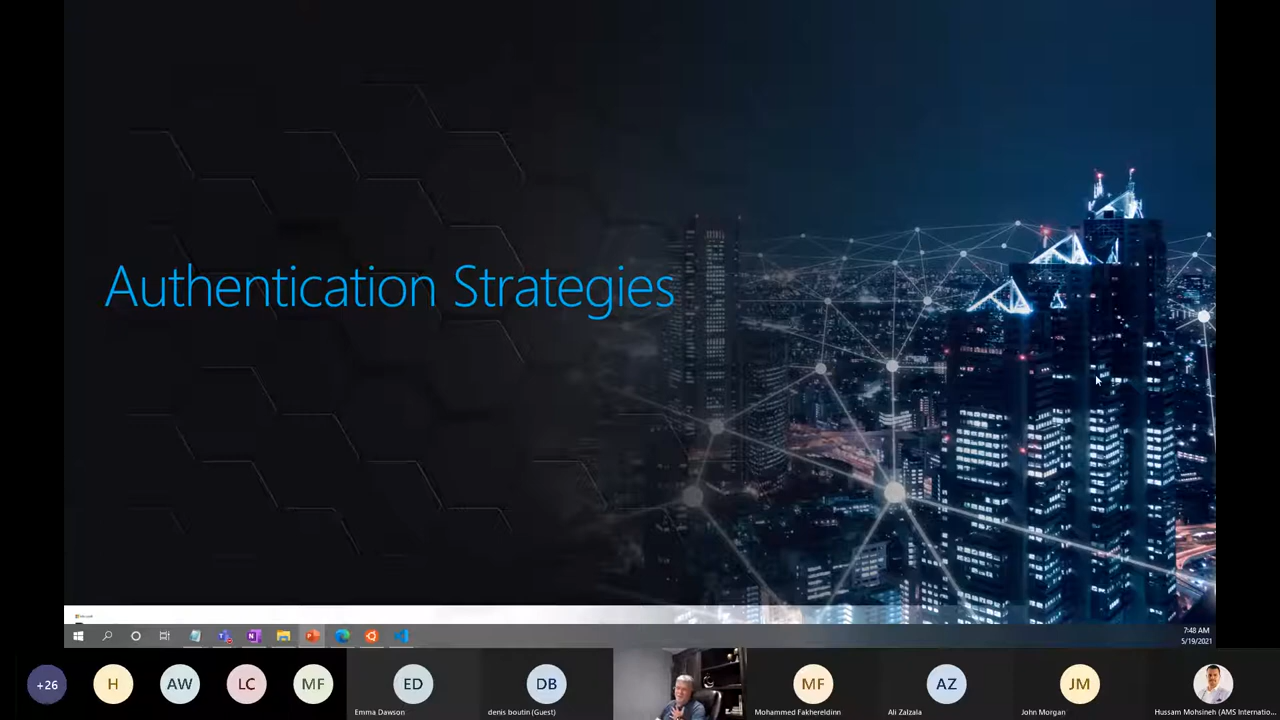 Authentication Strategies
7:48 AM
5/19/2021
+26
H
AW
LC
MF
ED
DB
MF
AZ
JM
Emma Dawson
denis boutin (Guest)
Mohammed Fakhereldinn
Ali Zalzala
John Morgan
Hussam Mohsineh (AMS Internatio...